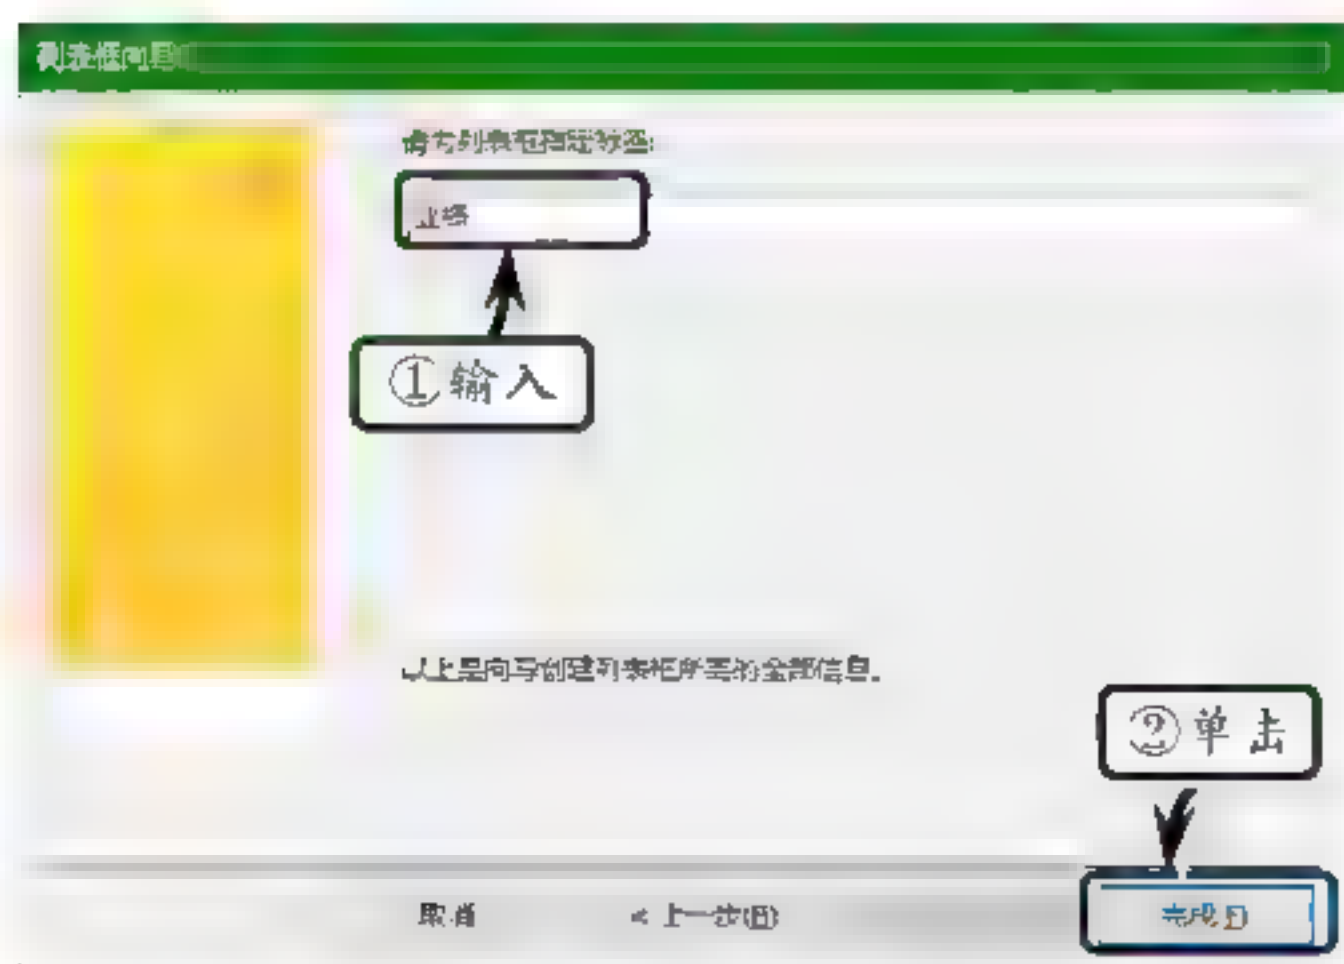 列表框向导
请为列表框指定标签:
①输入
以上是向导创建列表框所需的全部信息。
②单击
取消
< 上一步(B)
完成(F)